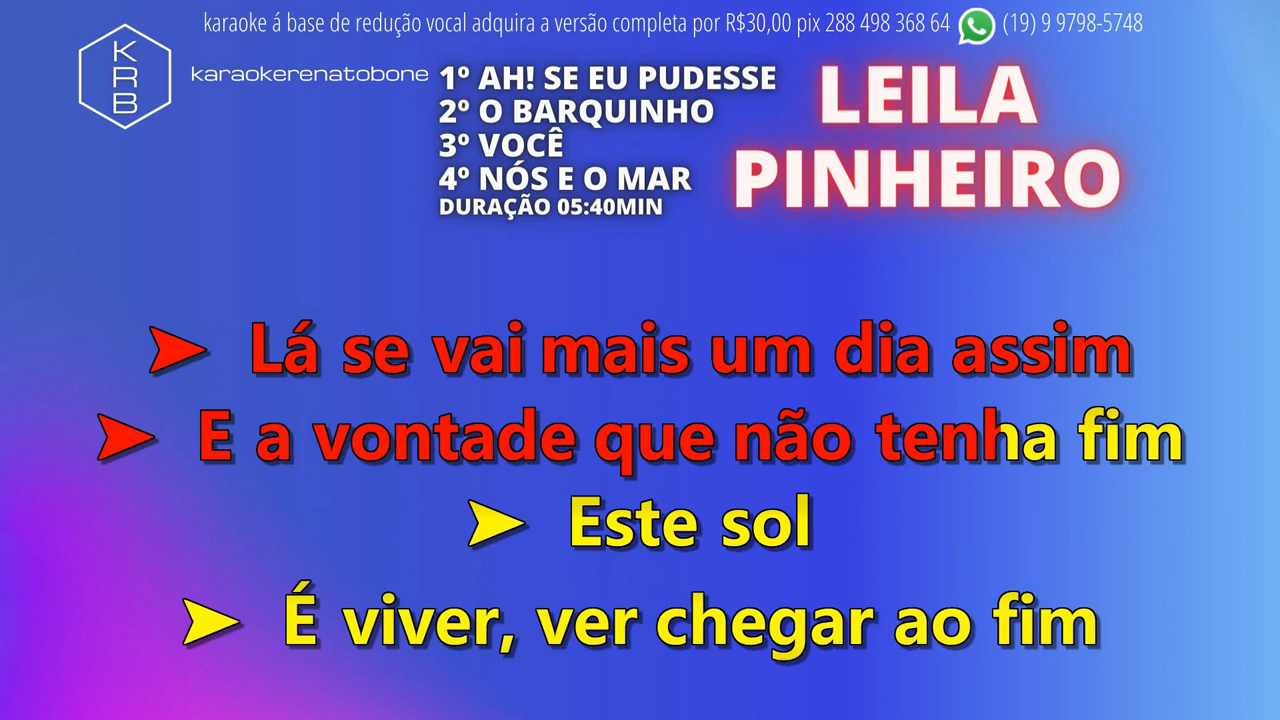 karaoke á base de redução vocal adquira a versão completa por R$30,00 pix 288 498 368 64 (19) 9 9798-5748
KRB
karaokerenatobone
1º AH! SE EU PUDESSE
2º O BARQUINHO
3º VOCÊ
4º NÓS E O MAR
DURAÇÃO 05:40MIN
LEILA
PINHEIRO
➤ Lá se vai mais um dia assim
➤ E a vontade que não tenha fim
➤ Este sol
➤ É viver, ver chegar ao fim